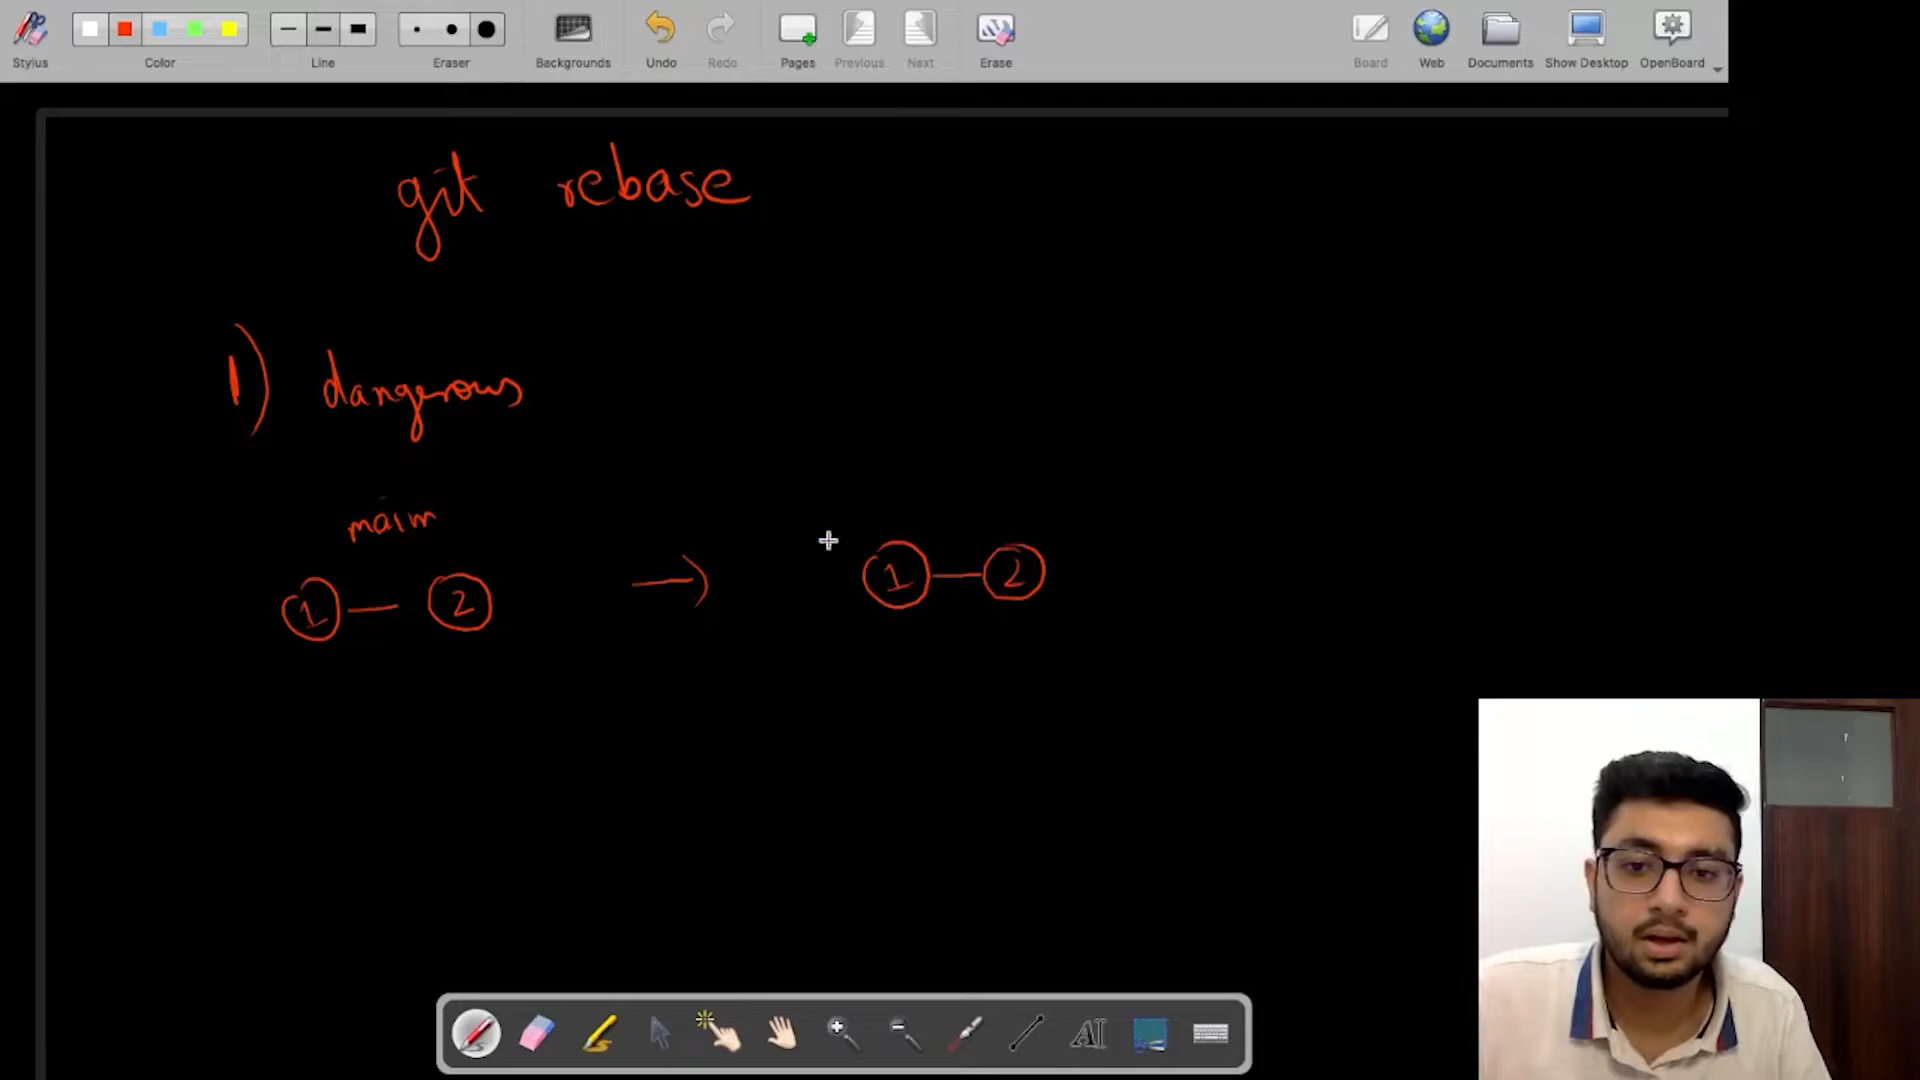 Stylus Color Line Eraser Backgrounds Undo Redo Pages Previous Next Erase Board Web Documents Show Desktop OpenBoard
git rebase
1) dangerous
main
1 — 2 → 1 — 2
AI